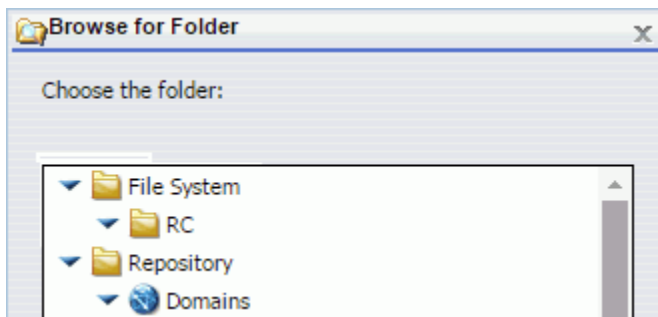 Browse for Folder
Choose the folder:
File System
RC
Repository
Domains